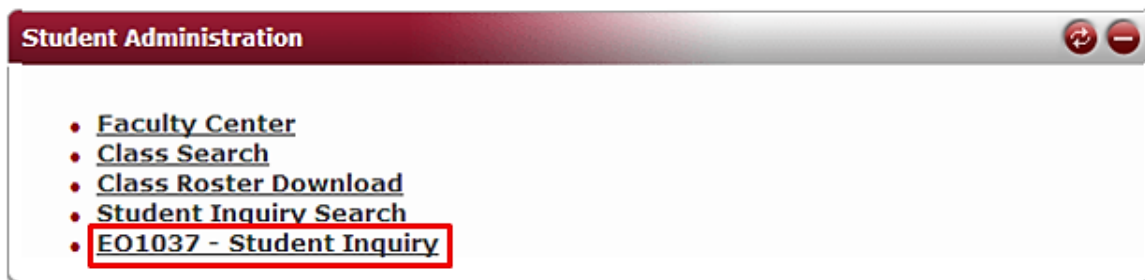 Student Administration
Faculty Center
Class Search
Class Roster Download
Student Inquiry Search
EO1037 - Student Inquiry